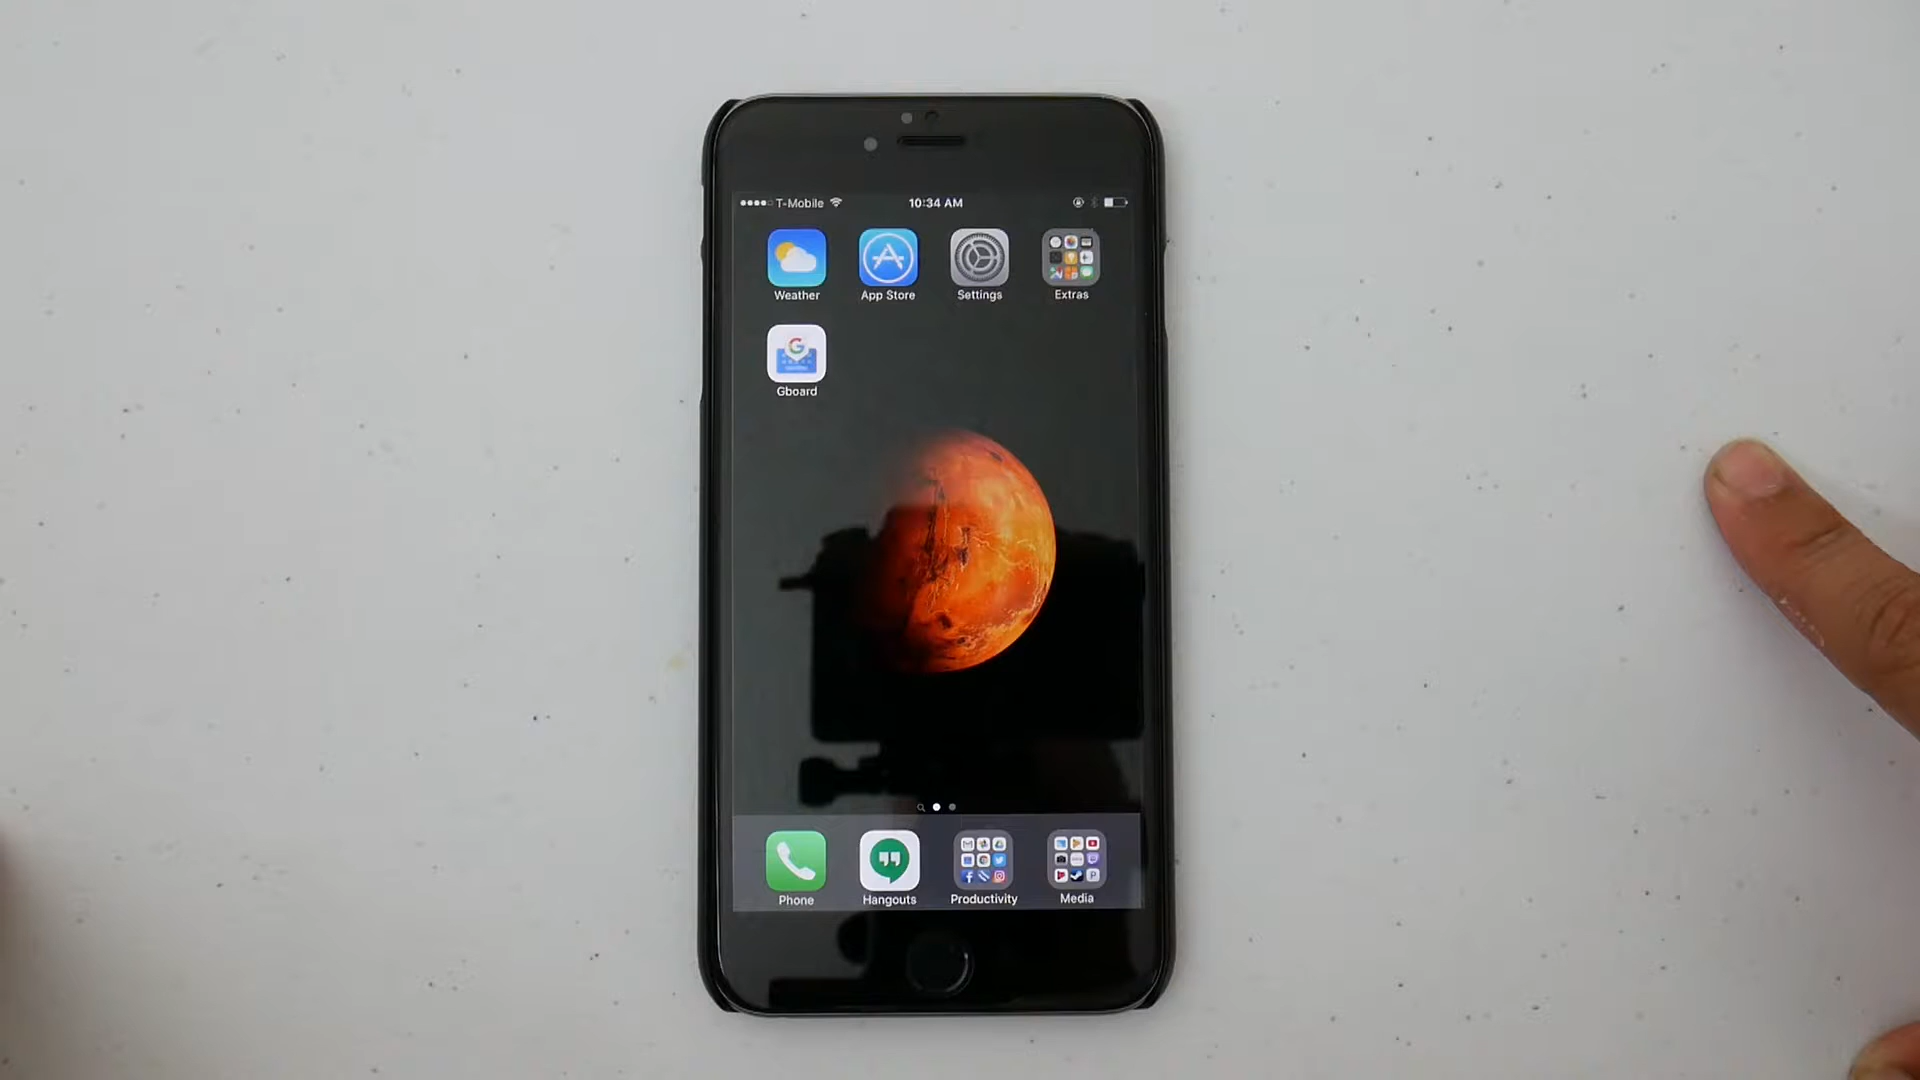 T-Mobile 10:34 AM
Weather App Store Settings Extras
G
Gboard
Phone Hangouts Productivity Media